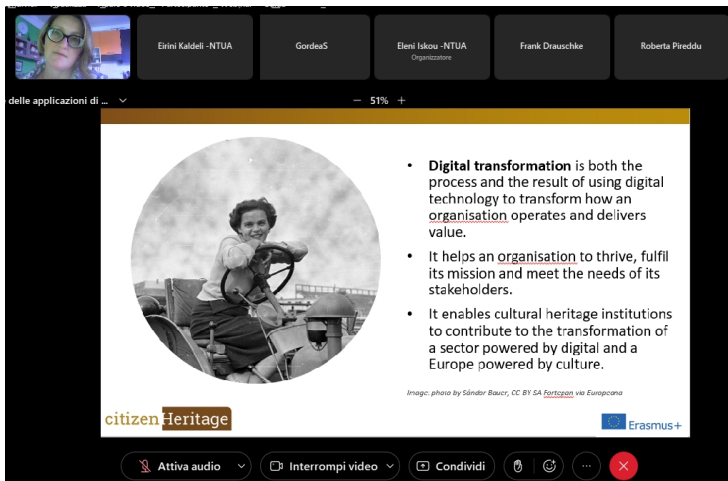 Eirini Kaldeli -NTUA
GordeaS
Eleni Iskou -NTUA
Organizzatore
Frank Drauschke
Roberta Pireddu
delle applicazioni di ...
51%
• Digital transformation is both the
process and the result of using digital
technology to transform how an
organisation operates and delivers
value.
• It helps an organisation to thrive, fulfil
its mission and meet the needs of its
stakeholders.
• It enables cultural heritage institutions
to contribute to the transformation of
a sector powered by digital and a
Europe powered by culture.
Image: photo by Sándor Bauer, CC BY SA Fortepan via Europeana
citizen Heritage
Erasmus+
Attiva audio
Interrompi video
Condividi